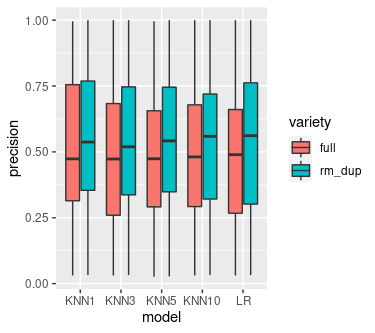 1.00
0.75
0.50
0.25
0.00
precision
KNN1 KNN3 KNN5 KNN10 LR
model
variety
full
rm_dup